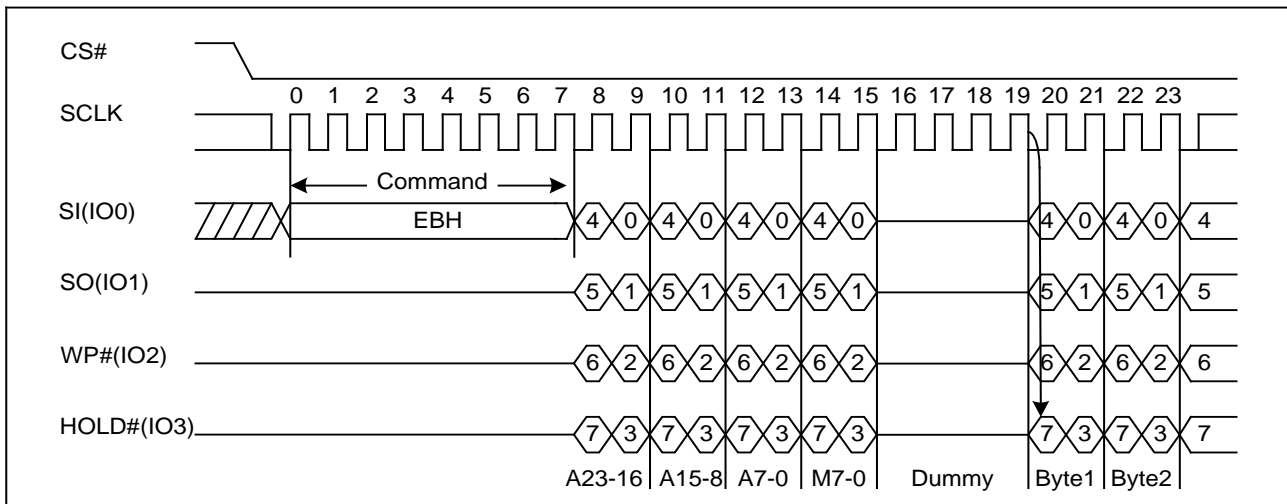 CS#
0 1 2 3 4 5 6 7 8 9 10 11 12 13 14 15 16 17 18 19 20 21 22 23
SCLK
Command
SI(IO0) EBH 4 0 4 0 4 0 4 0 4 0 4 0 4
SO(IO1) 5 1 5 1 5 1 5 1 5 1 5 1 5
WP#(IO2) 6 2 6 2 6 2 6 2 6 2 6 2 6
HOLD#(IO3) 7 3 7 3 7 3 7 3 7 3 7 3 7
A23-16 A15-8 A7-0 M7-0 Dummy Byte1 Byte2